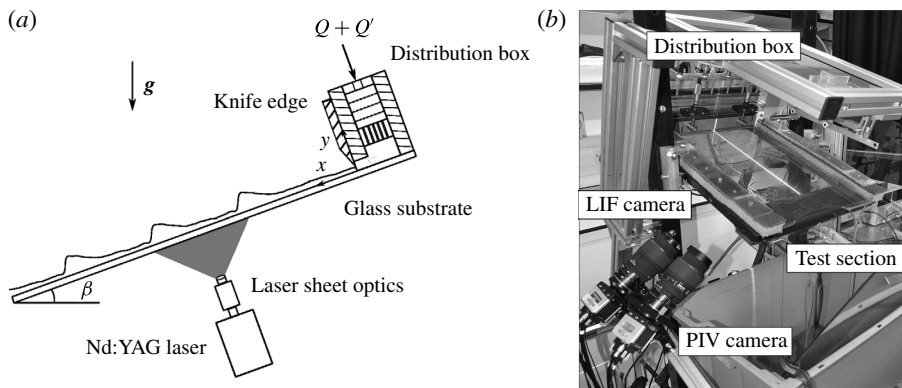 (a)
Q + Q′
Distribution box
g
Knife edge
y
x
Glass substrate
β
Laser sheet optics
Nd:YAG laser
(b)
Distribution box
LIF camera
Test section
PIV camera